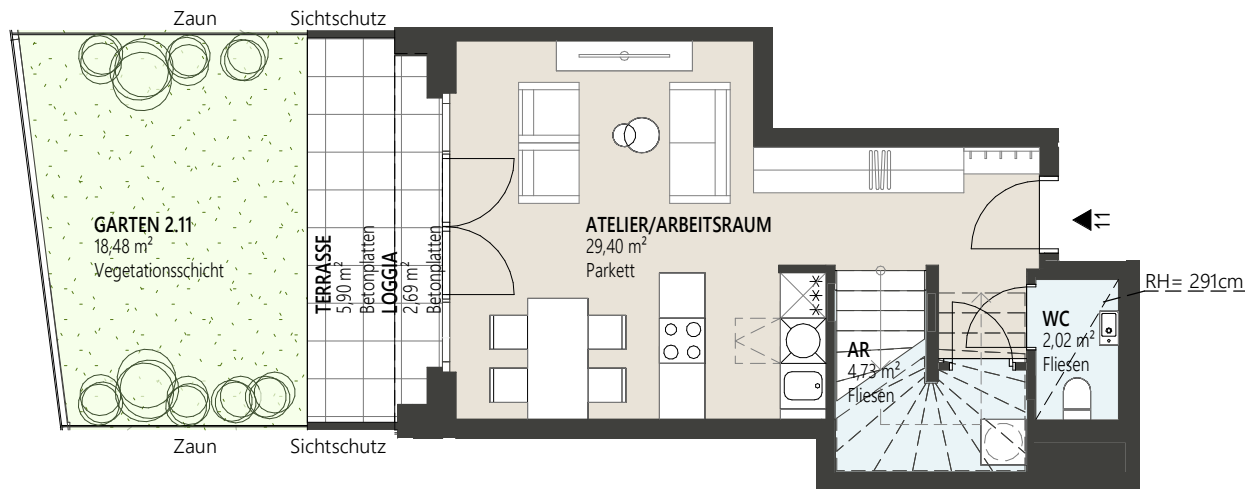 Zaun
Sichtschutz
GARTEN 2.11
18,48 m²
Vegetationsschicht
TERRASSE
5,90 m²
Betonplatten
LOGGIA
2,69 m²
Betonplatten
ATELIER/ARBEITSRAUM
29,40 m²
Parkett
11
RH= 291cm
WC
2,02 m²
Fliesen
AR
4,73 m²
Fliesen
Zaun
Sichtschutz